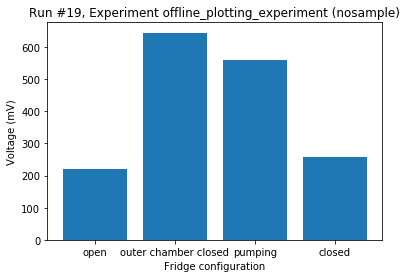 Run #19, Experiment offline_plotting_experiment (nosample)
600
500
400
300
200
100
0
Voltage (mV)
open outer chamber closed pumping closed
Fridge configuration